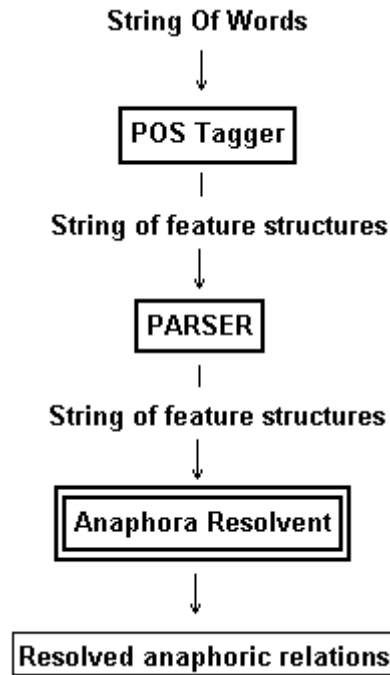 String Of Words
POS Tagger
String of feature structures
PARSER
String of feature structures
Anaphora Resolvent
Resolved anaphoric relations